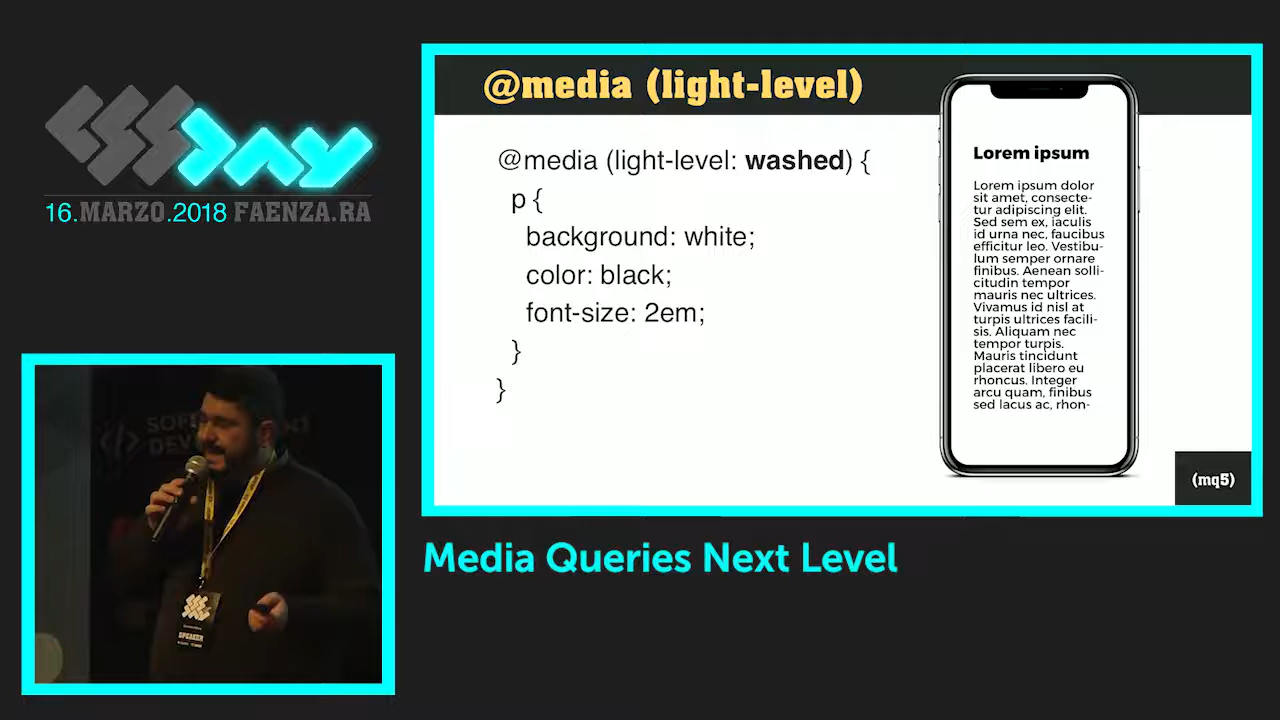 CSS DAY
16.MARZO.2018 FAENZA.RA
@media (light-level)
@media (light-level: washed) {
p {
background: white;
color: black;
font-size: 2em;
}
}
Lorem ipsum
Lorem ipsum dolor
sit amet, consecte-
tur adipiscing elit.
Sed sem ex, iaculis
id urna nec, faucibus
efficitur leo. Vestibu-
lum semper ornare
finibus. Aenean solli-
citudin tempor
mauris nec ultrices.
Vivamus id nisl at
turpis ultrices facili-
sis. Aliquam nec
tempor turpis.
Mauris tincidunt
placerat libero eu
rhoncus. Integer
arcu quam, finibus
sed lacus ac, rhon-
(mq5)
SPEAKER
Media Queries Next Level